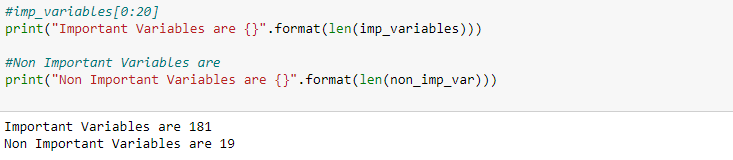 #imp_variables[0:20]
print("Important Variables are {}".format(len(imp_variables)))
#Non Important Variables are
print("Non Important Variables are {}".format(len(non_imp_var)))
Important Variables are 181
Non Important Variables are 19